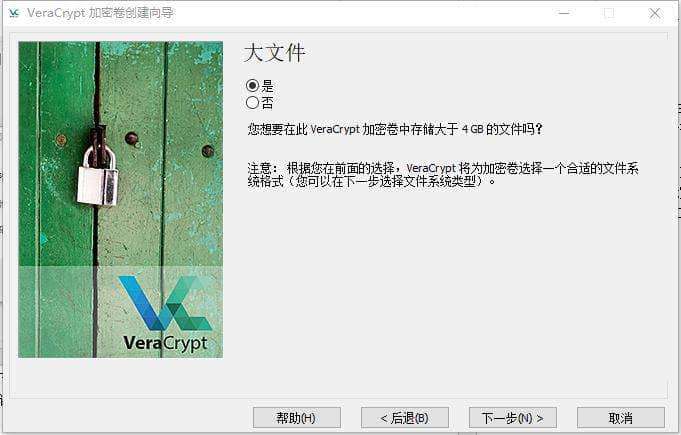 VeraCrypt 加密卷创建向导
大文件
是
否
您想要在此 VeraCrypt 加密卷中存储大于 4 GB 的文件吗?
注意: 根据您在前面的选择，VeraCrypt 将为加密卷选择一个合适的文件系
统格式（您可以在下一步选择文件系统类型）。
VeraCrypt
帮助(H)
< 后退(B)
下一步(N) >
取消